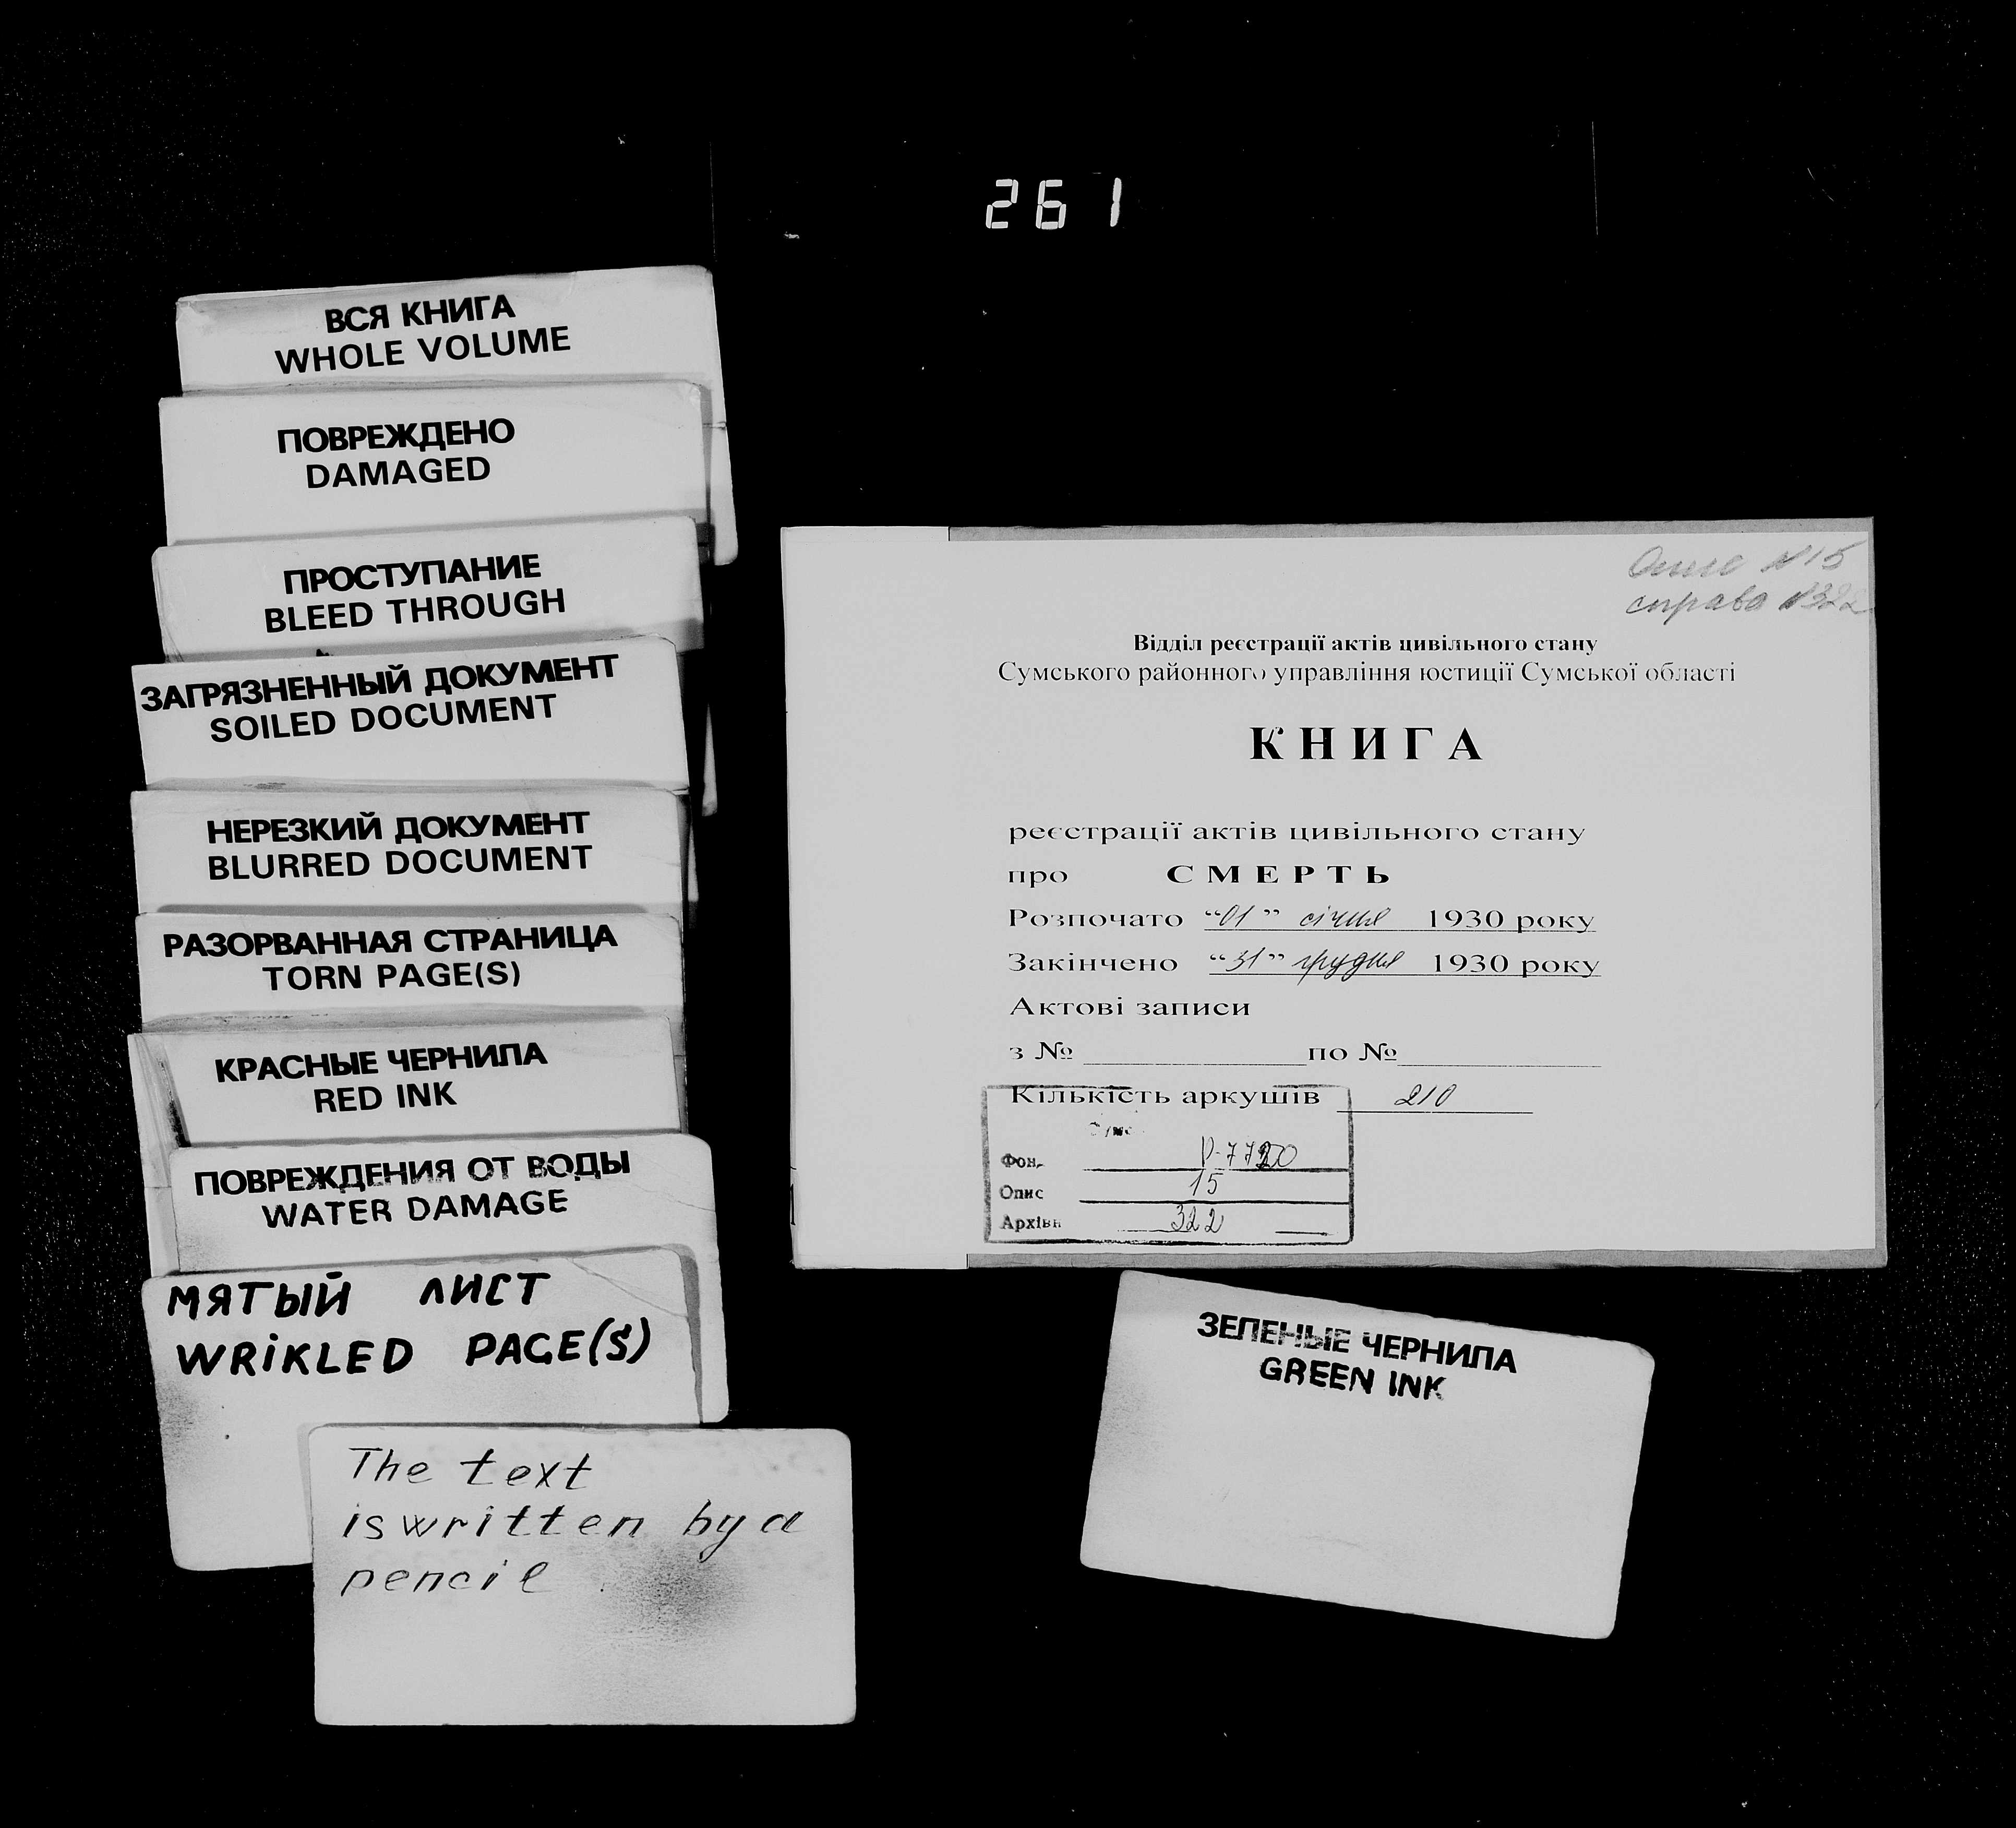 261
ВСЯ КНИГА
WHOLE VOLUME
ПОВРЕЖДЕНО
DAMAGED
ПРОСТУПАНИЕ
BLEED THROUGH
ЗАГРЯЗНЕННЫЙ ДОКУМЕНТ
SOILED DOCUMENT
НЕРЕЗКИЙ ДОКУМЕНТ
BLURRED DOCUMENT
РАЗОРВАННАЯ СТРАНИЦА
TORN PAGE(S)
КРАСНЫЕ ЧЕРНИЛА
RED INK
ПОВРЕЖДЕНИЯ ОТ ВОДЫ
WATER DAMAGE
МЯТЫЙ ЛИСТ
WRiKLED PAGE(S)
The text
is written by a
pencil
Опис №15
справа №322
Відділ реєстрації актів цивільного стану
Сумського районного управління юстиції Сумської області
КНИГА
реєстрації актів цивільного стану
про СМЕРТЬ
Розпочато “01” січня 1930 року
Закінчено “31” грудня 1930 року
Актові записи
з № по №
Кількість аркушів 210
Фон Р-7720
Опис 15
Архівн 322
ЗЕЛЕНЫЕ ЧЕРНИЛА
GREEN INK